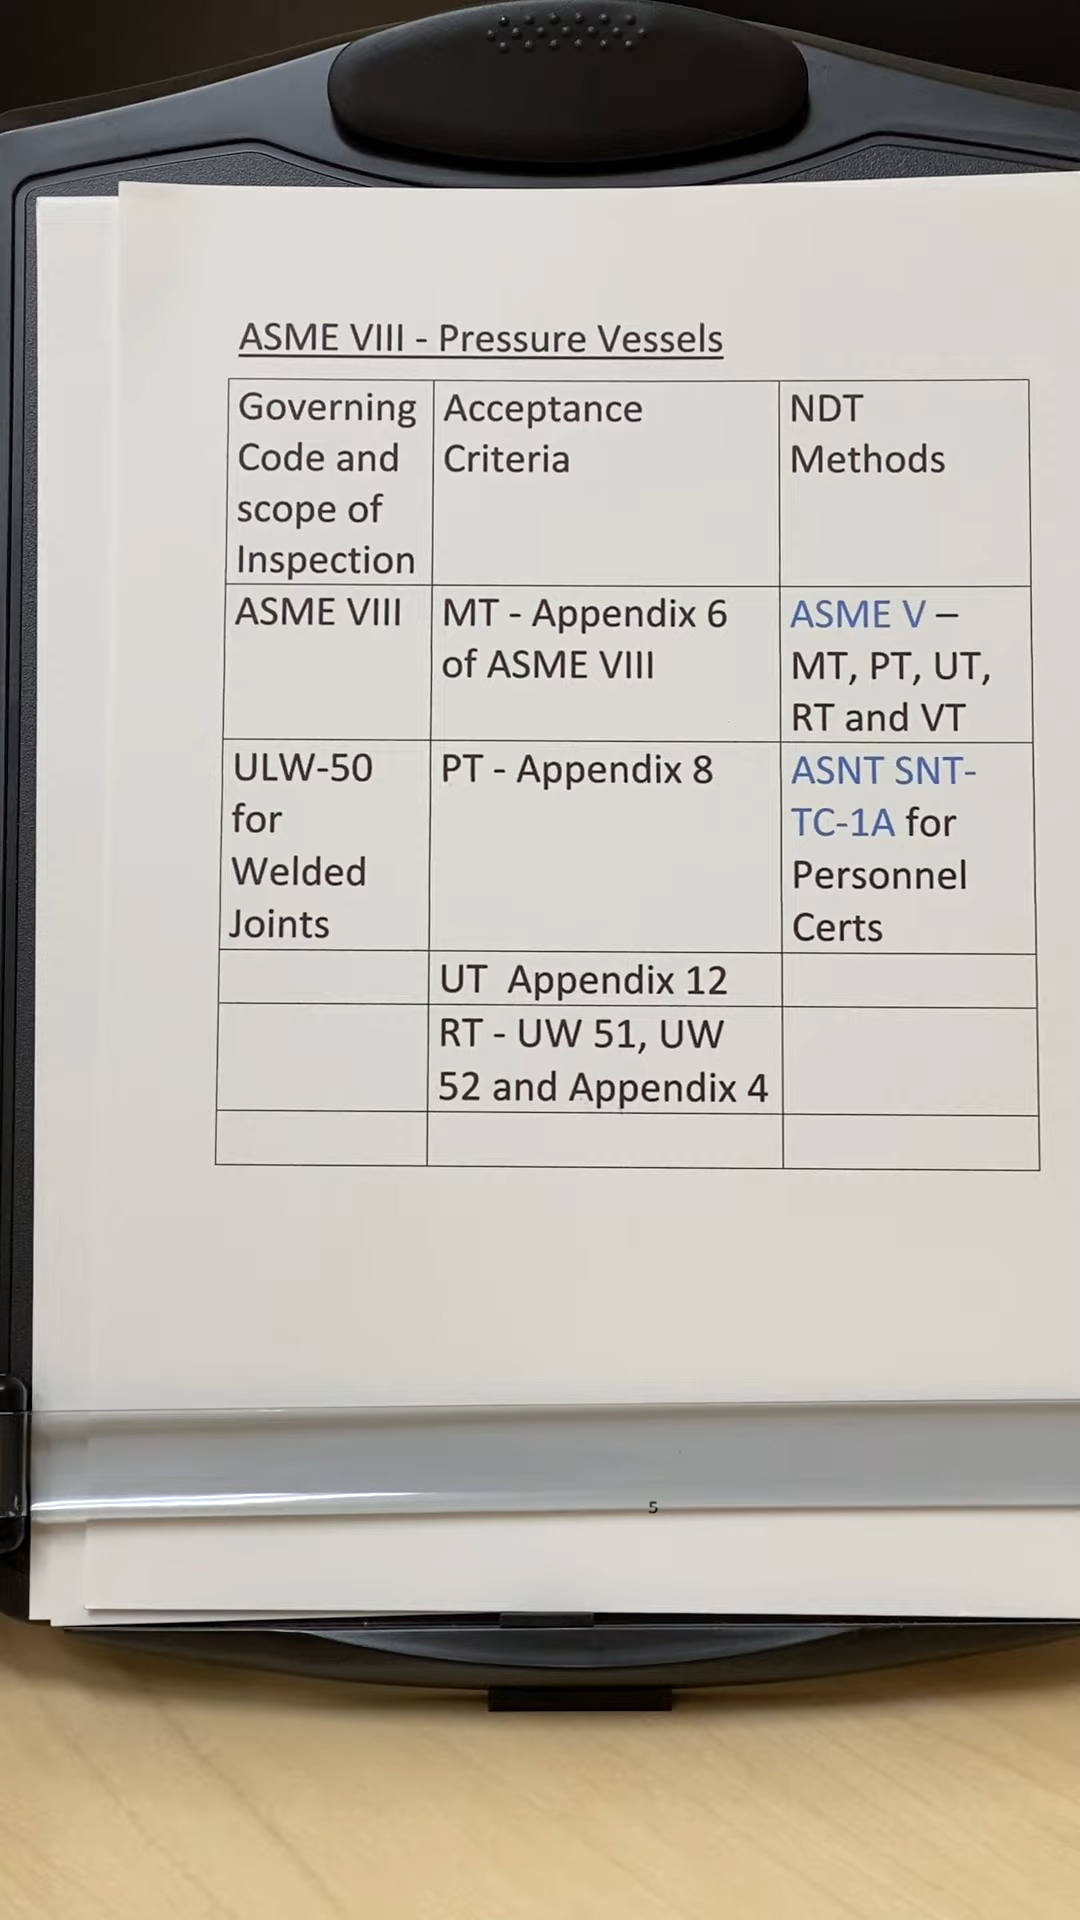 ASME VIII - Pressure Vessels
Governing
Code and
scope of
Inspection
Acceptance
Criteria
NDT
Methods
ASME VIII
MT - Appendix 6
of ASME VIII
ASME V –
MT, PT, UT,
RT and VT
ULW-50
for
Welded
Joints
PT - Appendix 8
ASNT SNT-
TC-1A for
Personnel
Certs
UT  Appendix 12
RT - UW 51, UW
52 and Appendix 4
5